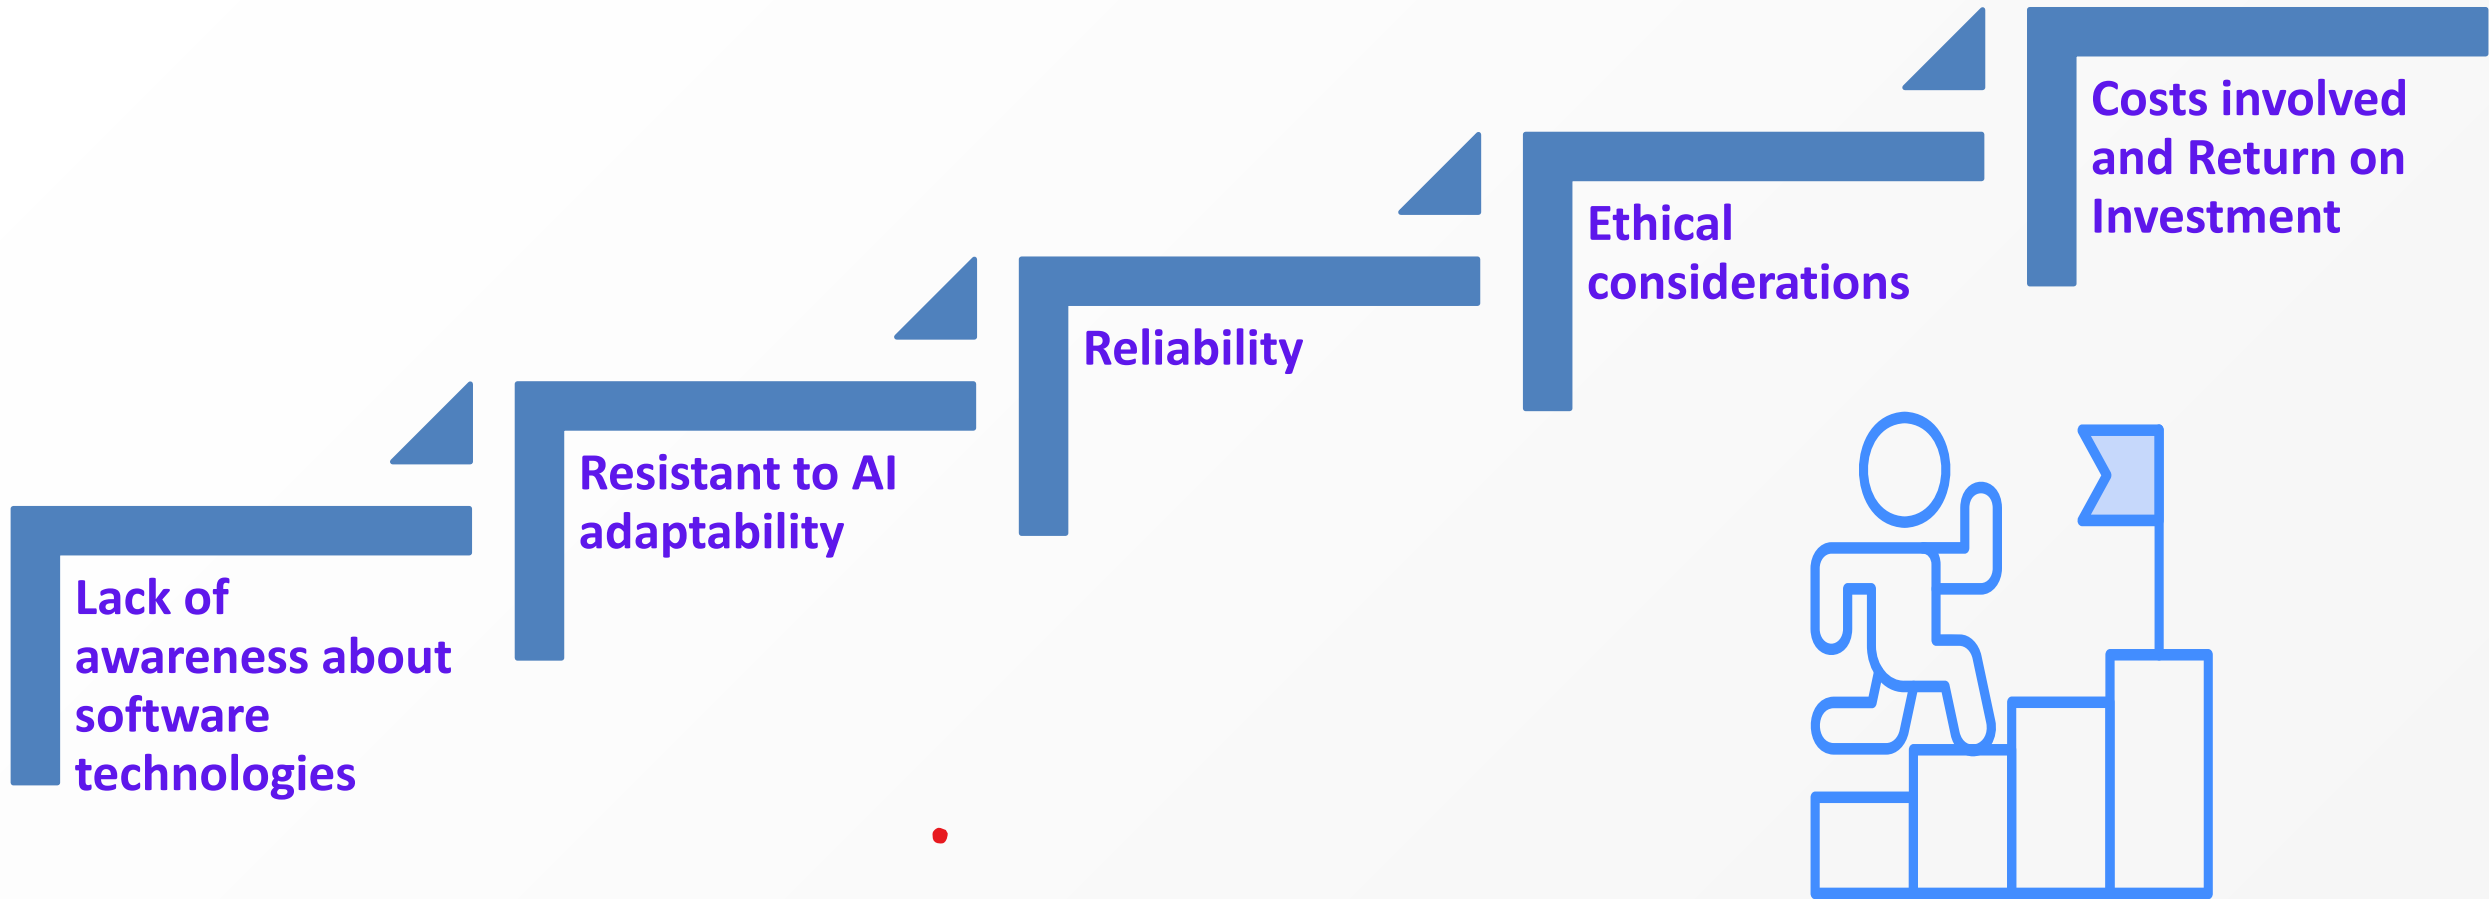 Lack of
awareness about
software
technologies
Resistant to AI
adaptability
Reliability
Ethical
considerations
Costs involved
and Return on
Investment